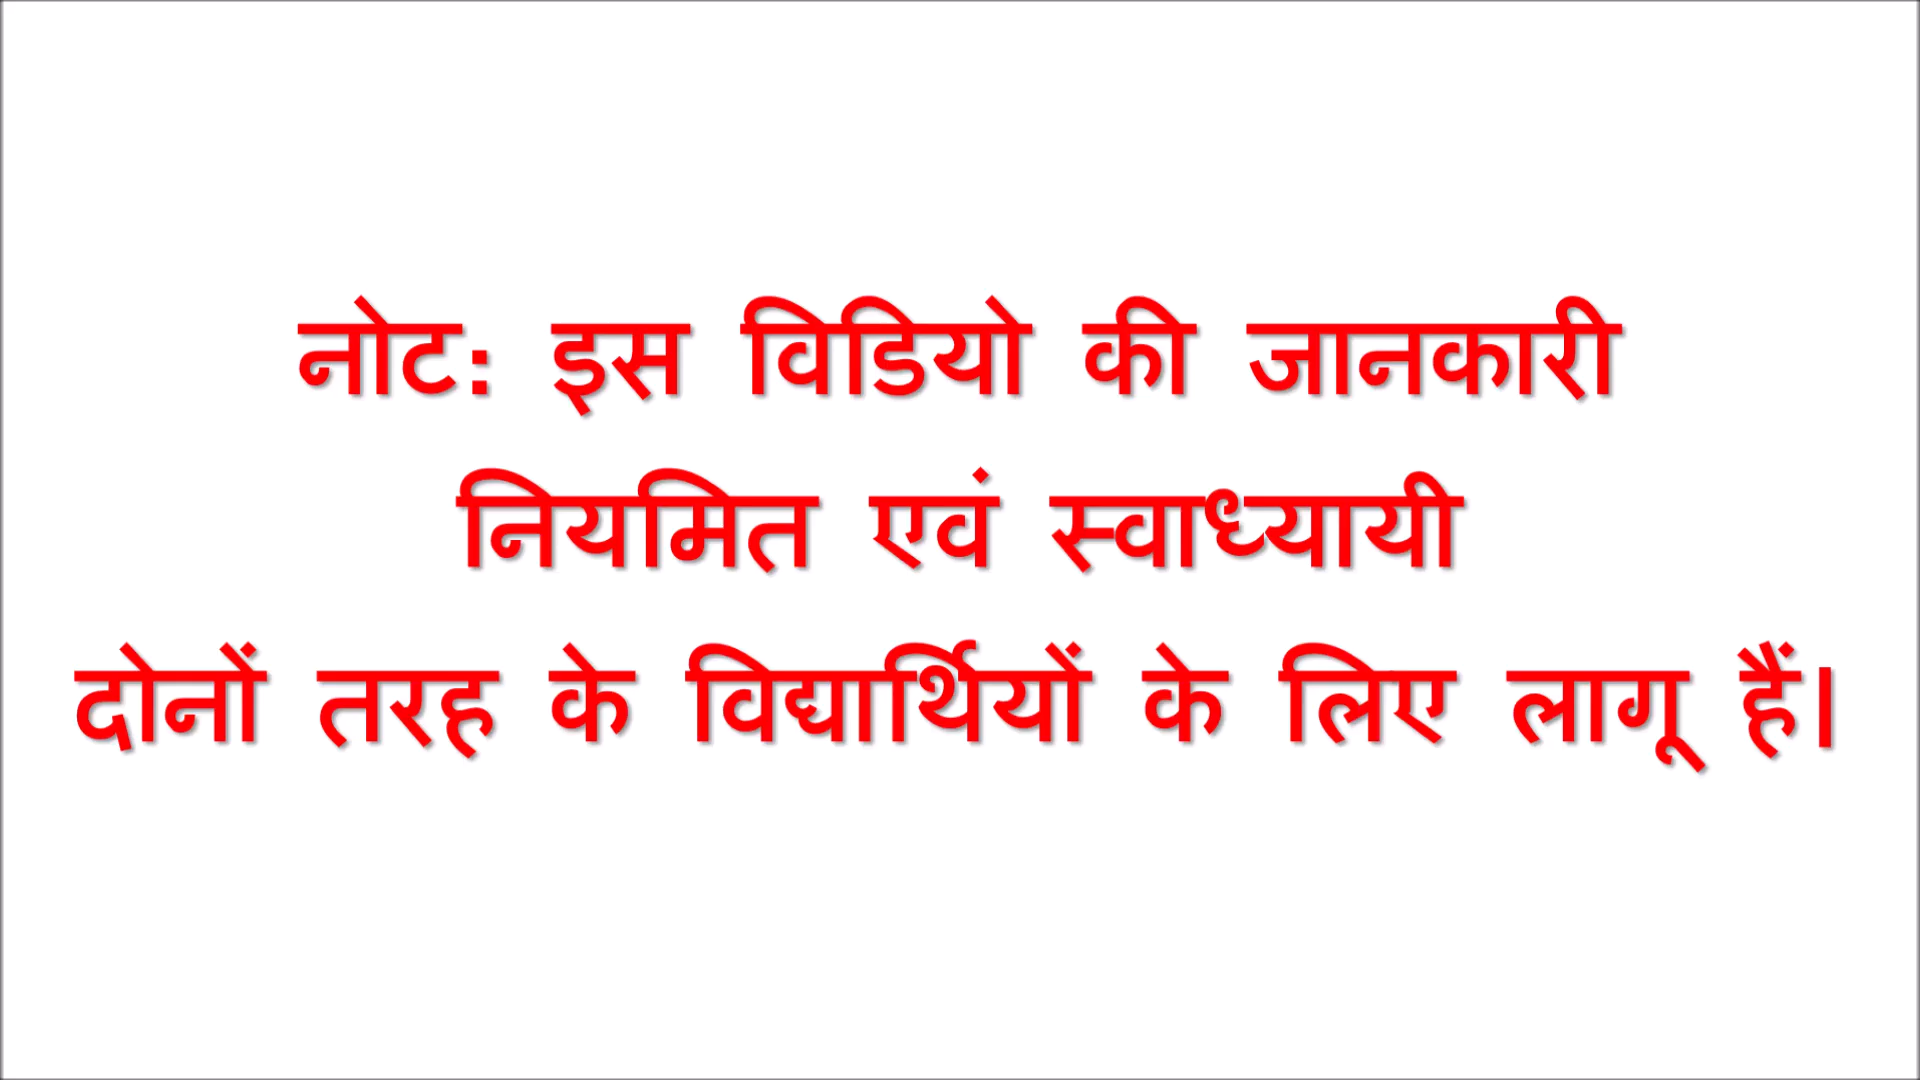 नोट: इस विडियो की जानकारी
नियमित एवं स्वाध्यायी
दोनों तरह के विद्यार्थियों के लिए लागू हैं।